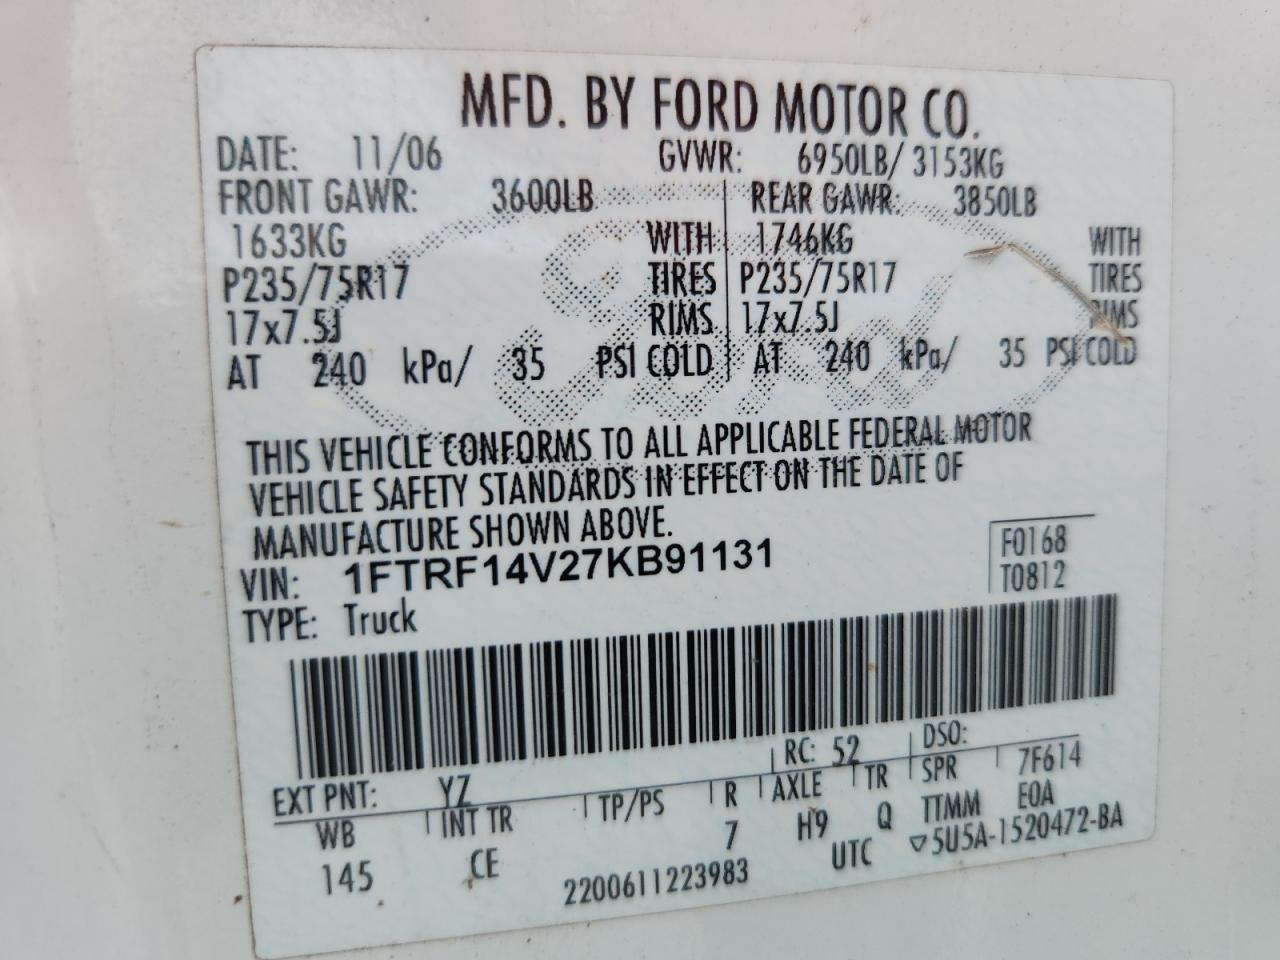 MFD. BY FORD MOTOR CO.
DATE: 11/06 GVWR: 6950LB/ 3153KG
FRONT GAWR: 3600LB REAR GAWR: 3850LB
1633KG WITH 1746KG WITH
P235/75R17 TIRES P235/75R17 TIRES
17x7.5J RIMS 17x7.5J RIMS
AT 240 kPa/ 35 PSI COLD AT 240 kPa/ 35 PSI COLD
Ford
THIS VEHICLE CONFORMS TO ALL APPLICABLE FEDERAL MOTOR
VEHICLE SAFETY STANDARDS IN EFFECT ON THE DATE OF
MANUFACTURE SHOWN ABOVE.
VIN: 1FTRF14V27KB91131 F0168
TYPE: Truck T0812
EXT PNT: YZ RC: 52 DSO:
WB INT TR TP/PS R AXLE TR SPR 7F614
145 CE 7 H9 Q TTMM E0A
2200611223983 UTC ▽5U5A-1520472-BA